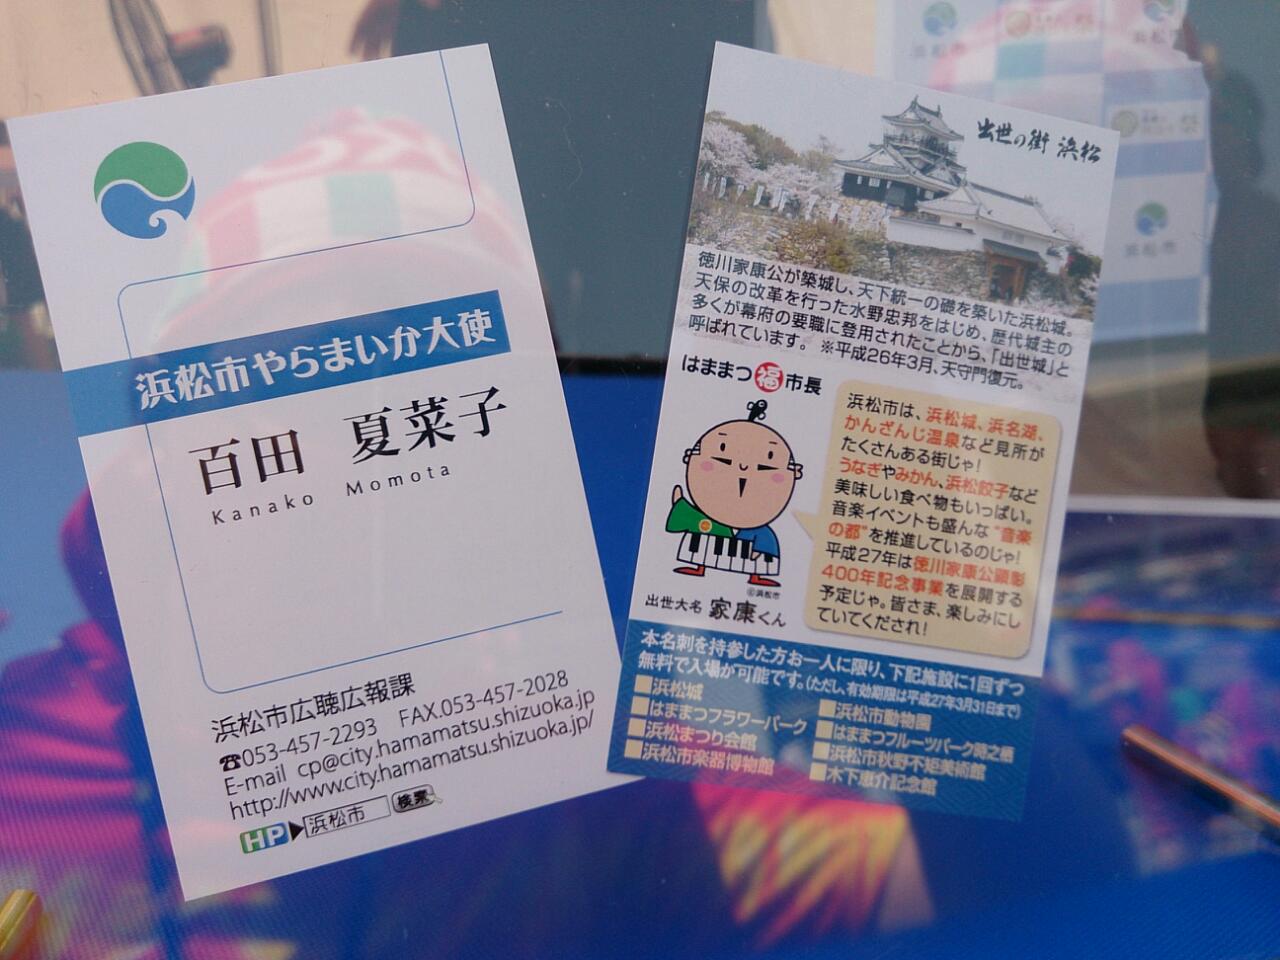 浜松市やらまいか大使
百田 夏菜子
Kanako Momota
浜松市広聴広報課
☎053-457-2293 FAX.053-457-2028
E-mail cp@city.hamamatsu.shizuoka.jp
http://www.city.hamamatsu.shizuoka.jp/
HP▶浜松市 検索
出世の街 浜松
徳川家康公が築城し、天下統一の礎を築いた浜松城。
天保の改革を行った水野忠邦をはじめ、歴代城主の
多くが幕府の要職に登用されたことから、「出世城」と
呼ばれています。 ※平成26年3月、天守門復元。
はままつ福市長
浜松市は、浜松城、浜名湖、
かんざんじ温泉など見所が
たくさんある街じゃ!
うなぎやみかん、浜松餃子など
美味しい食べ物もいっぱい。
音楽イベントも盛んな“音楽
の都”を推進しているのじゃ!
平成27年は徳川家康公顕彰
400年記念事業を展開する
予定じゃ。皆さま、楽しみにし
ていてくだされ!
©浜松市
出世大名 家康くん
本名刺を持参した方お一人に限り、下記施設に1回ずつ
無料で入場が可能です。(ただし、有効期限は平成27年3月31日まで)
■浜松城
■はままつフラワーパーク
■浜松まつり会館
■浜松市楽器博物館
■浜松市動物園
■はままつフルーツパーク時之栖
■浜松市秋野不矩美術館
■木下恵介記念館
浜松市
浜松市
浜松市